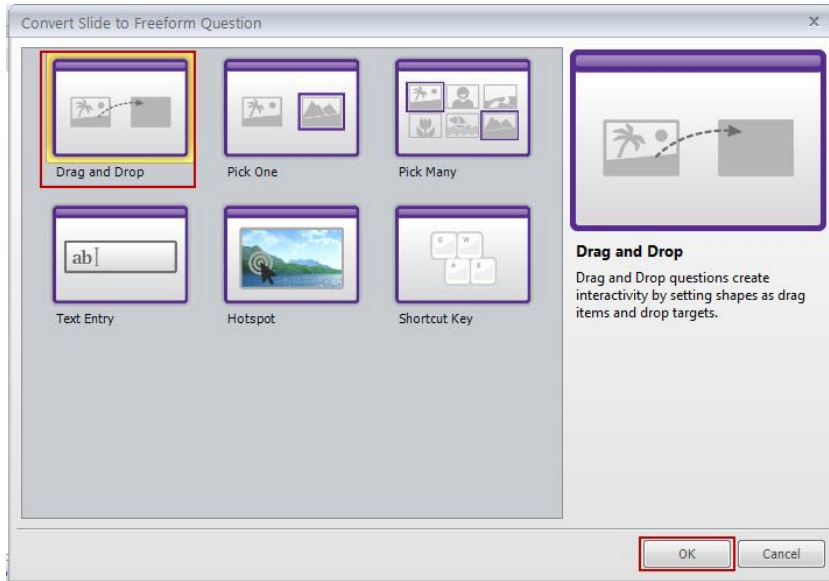 Convert Slide to Freeform Question
x
Drag and Drop
Pick One
Pick Many
ab
Text Entry
Hotspot
G W
A S
Shortcut Key
Drag and Drop
Drag and Drop questions create
interactivity by setting shapes as drag
items and drop targets.
OK
Cancel